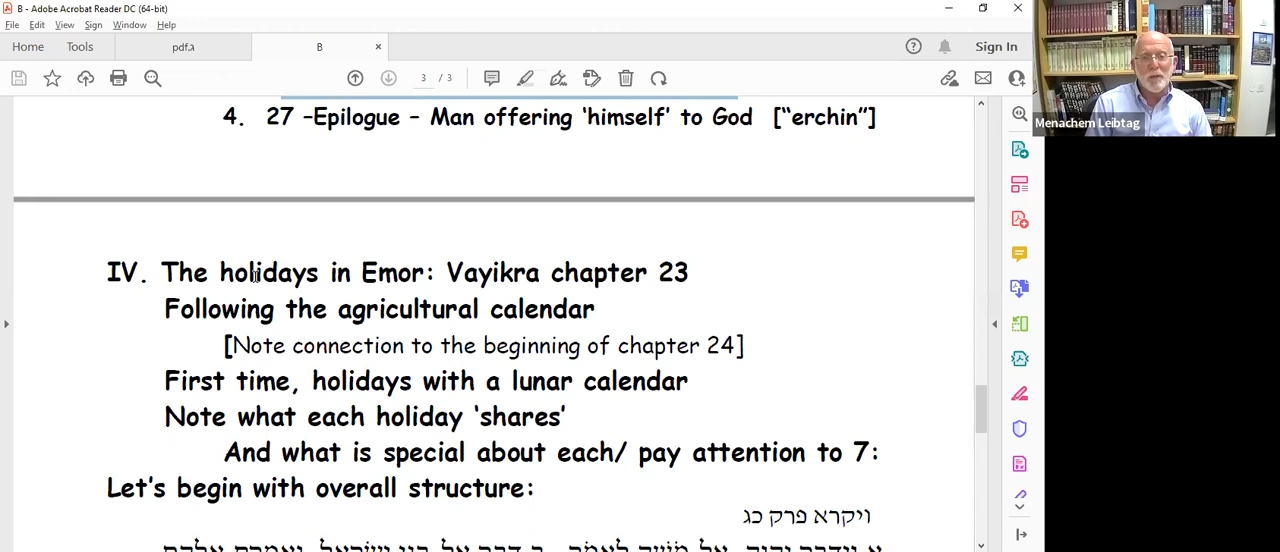 B - Adobe Acrobat Reader DC (64-bit)
File Edit View Sign Window Help
Home Tools pdf.ג B ×
Sign In
3 / 3
4. 27 –Epilogue – Man offering ‘himself’ to God [“erchin”]
Menachem Leibtag
IV. The holidays in Emor: Vayikra chapter 23
Following the agricultural calendar
[Note connection to the beginning of chapter 24]
First time, holidays with a lunar calendar
Note what each holiday ‘shares’
And what is special about each/ pay attention to 7:
Let’s begin with overall structure:
ויקרא פרק כג